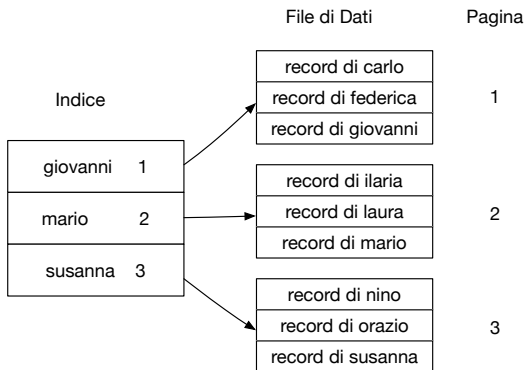 File di Dati
Pagina
Indice
giovanni 1
mario 2
susanna 3
record di carlo
record di federica
record di giovanni
1
record di ilaria
record di laura
record di mario
2
record di nino
record di orazio
record di susanna
3